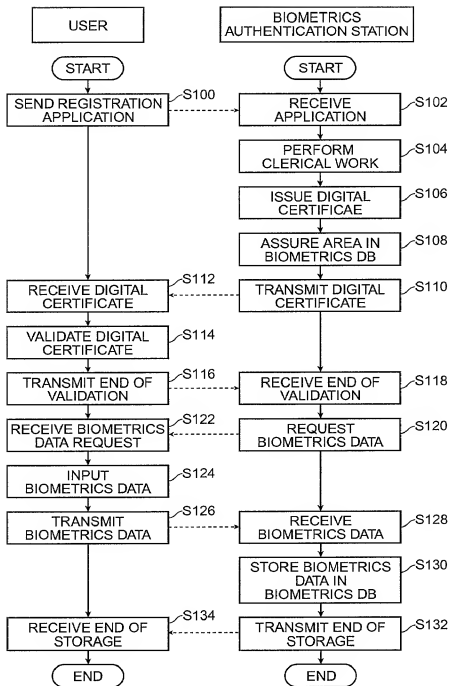 USER
BIOMETRICS
AUTHENTICATION STATION
START
START
SEND REGISTRATION
APPLICATION
S100
RECEIVE
APPLICATION
S102
PERFORM
CLERICAL WORK
S104
ISSUE DIGITAL
CERTIFICAE
S106
ASSURE AREA IN
BIOMETRICS DB
S108
RECEIVE DIGITAL
CERTIFICATE
S112
TRANSMIT DIGITAL
CERTIFICATE
S110
VALIDATE DIGITAL
CERTIFICATE
S114
TRANSMIT END OF
VALIDATION
S116
RECEIVE END OF
VALIDATION
S118
RECEIVE BIOMETRICS
DATA REQUEST
S122
REQUEST
BIOMETRICS DATA
S120
INPUT
BIOMETRICS DATA
S124
TRANSMIT
BIOMETRICS DATA
S126
RECEIVE
BIOMETRICS DATA
S128
STORE BIOMETRICS
DATA IN
BIOMETRICS DB
S130
RECEIVE END OF
STORAGE
S134
TRANSMIT END OF
STORAGE
S132
END
END